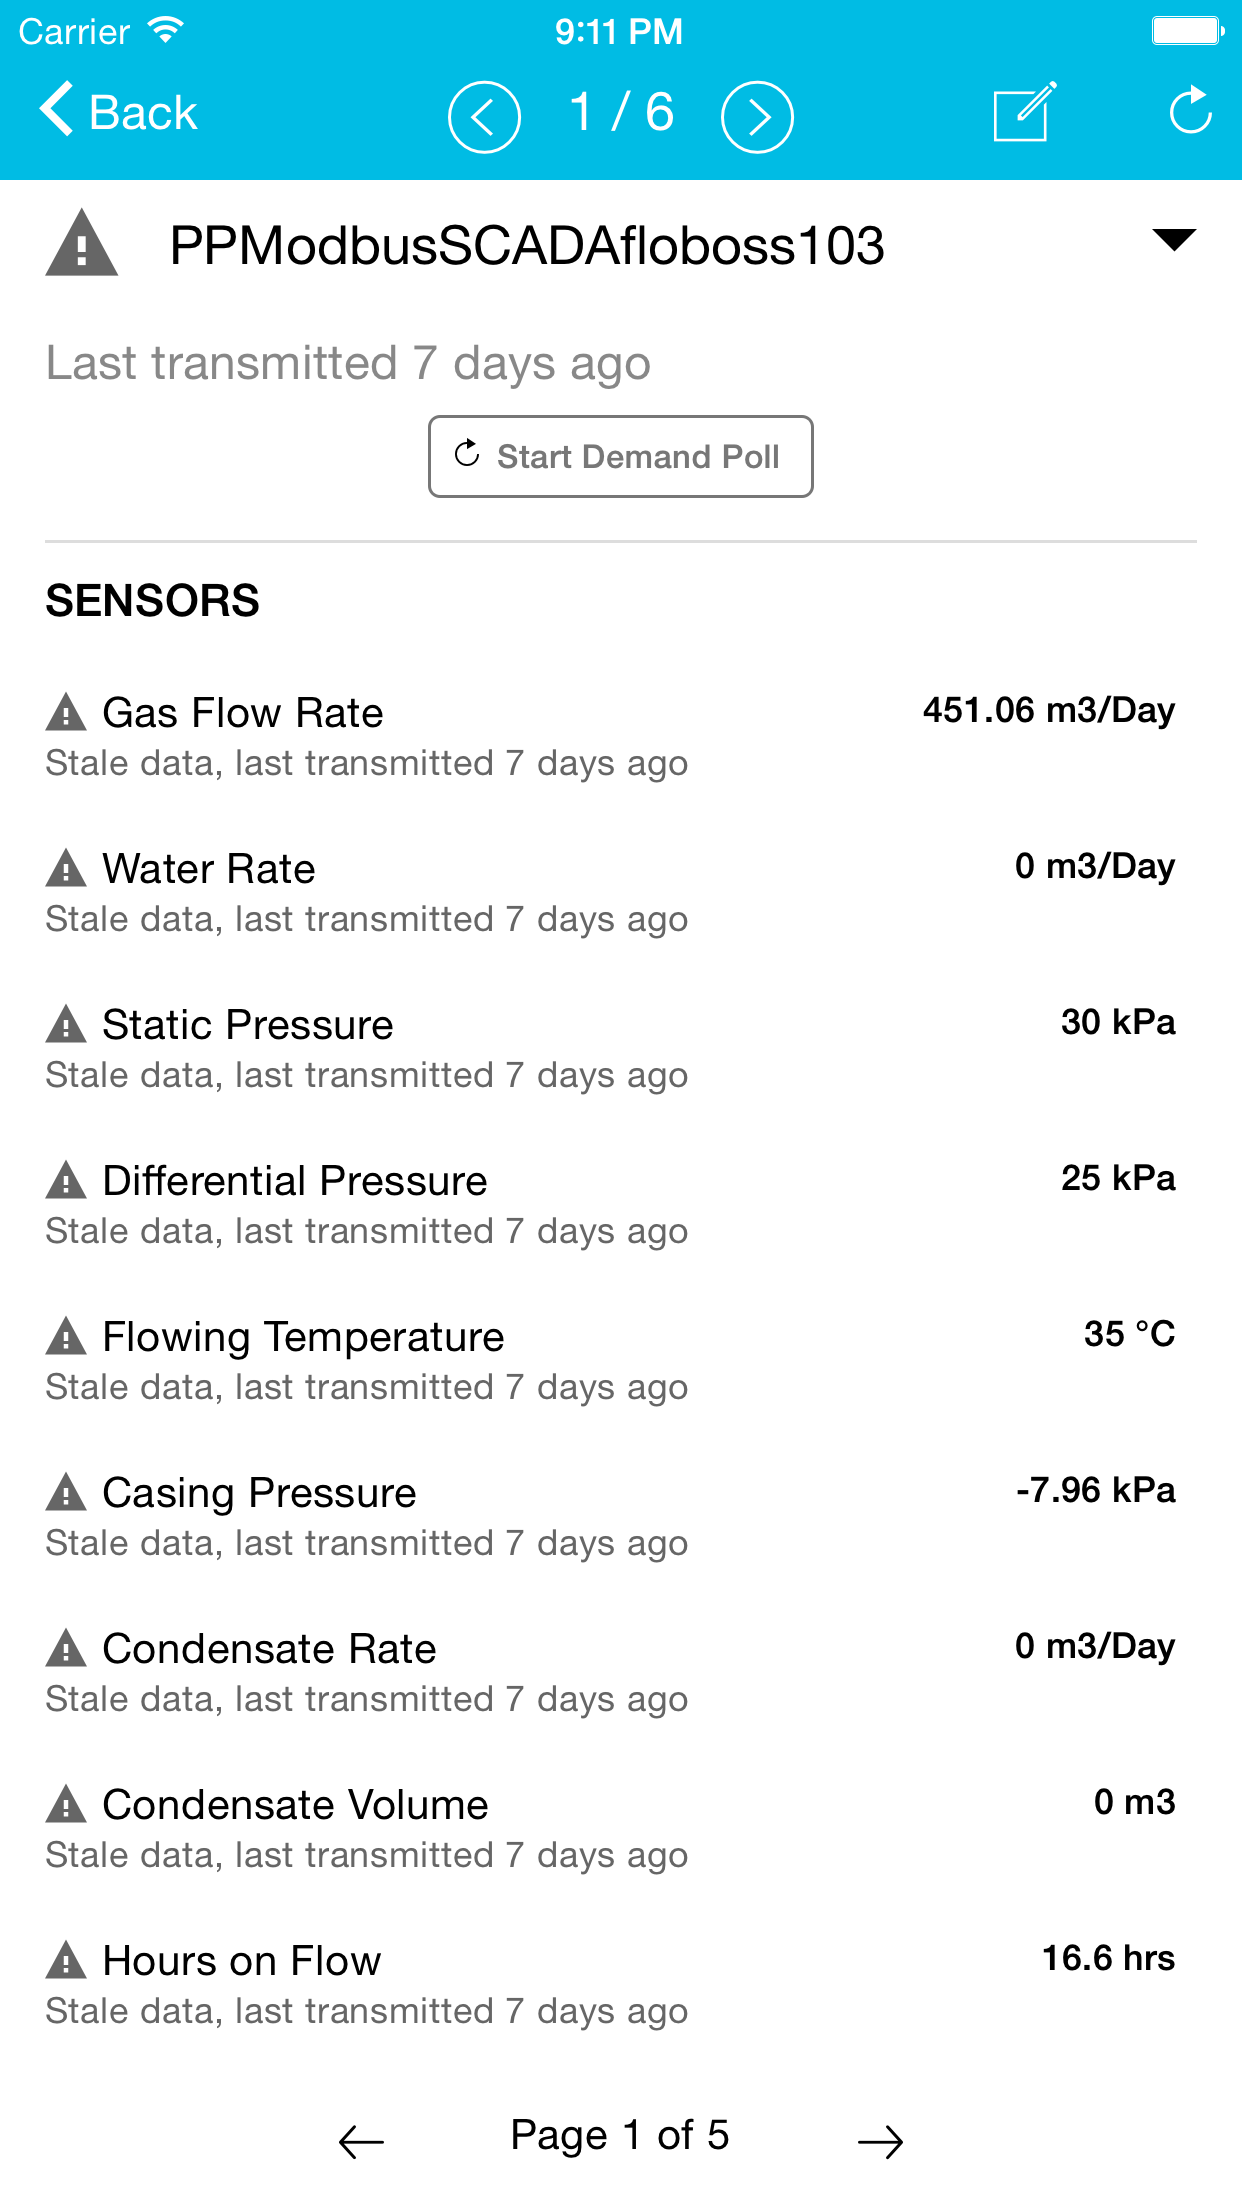 Carrier 9:11 PM
Back 1 / 6
PPModbusSCADAfloboss103
Last transmitted 7 days ago
Start Demand Poll
SENSORS
Gas Flow Rate 451.06 m3/Day
Stale data, last transmitted 7 days ago
Water Rate 0 m3/Day
Stale data, last transmitted 7 days ago
Static Pressure 30 kPa
Stale data, last transmitted 7 days ago
Differential Pressure 25 kPa
Stale data, last transmitted 7 days ago
Flowing Temperature 35 °C
Stale data, last transmitted 7 days ago
Casing Pressure -7.96 kPa
Stale data, last transmitted 7 days ago
Condensate Rate 0 m3/Day
Stale data, last transmitted 7 days ago
Condensate Volume 0 m3
Stale data, last transmitted 7 days ago
Hours on Flow 16.6 hrs
Stale data, last transmitted 7 days ago
Page 1 of 5